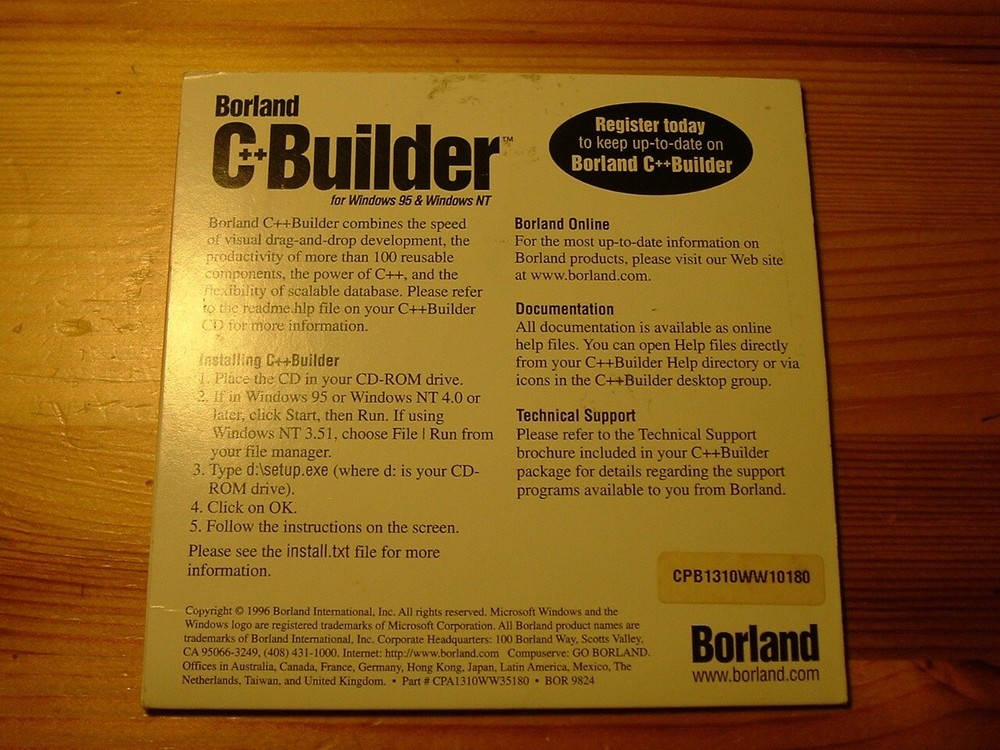 Borland
C++Builder™
for Windows 95 & Windows NT
Register today
to keep up-to-date on
Borland C++Builder
Borland C++Builder combines the speed
of visual drag-and-drop development, the
productivity of more than 100 reusable
components, the power of C++, and the
flexibility of scalable database. Please refer
to the readme.hlp file on your C++Builder
CD for more information.
Installing C++Builder
1. Place the CD in your CD-ROM drive.
2. If in Windows 95 or Windows NT 4.0 or
later, click Start, then Run. If using
Windows NT 3.51, choose File | Run from
your file manager.
3. Type d:\setup.exe (where d: is your CD-
ROM drive).
4. Click on OK.
5. Follow the instructions on the screen.
Please see the install.txt file for more
information.
Borland Online
For the most up-to-date information on
Borland products, please visit our Web site
at www.borland.com.
Documentation
All documentation is available as online
help files. You can open Help files directly
from your C++Builder Help directory or via
icons in the C++Builder desktop group.
Technical Support
Please refer to the Technical Support
brochure included in your C++Builder
package for details regarding the support
programs available to you from Borland.
CPB1310WW10180
Copyright © 1996 Borland International, Inc. All rights reserved. Microsoft Windows and the
Windows logo are registered trademarks of Microsoft Corporation. All Borland product names are
trademarks of Borland International, Inc. Corporate Headquarters: 100 Borland Way, Scotts Valley,
CA 95066-3249, (408) 431-1000. Internet: http://www.borland.com Compuserve: GO BORLAND.
Offices in Australia, Canada, France, Germany, Hong Kong, Japan, Latin America, Mexico, The
Netherlands, Taiwan, and United Kingdom. • Part # CPA1310WW35180 • BOR 9824
Borland
www.borland.com